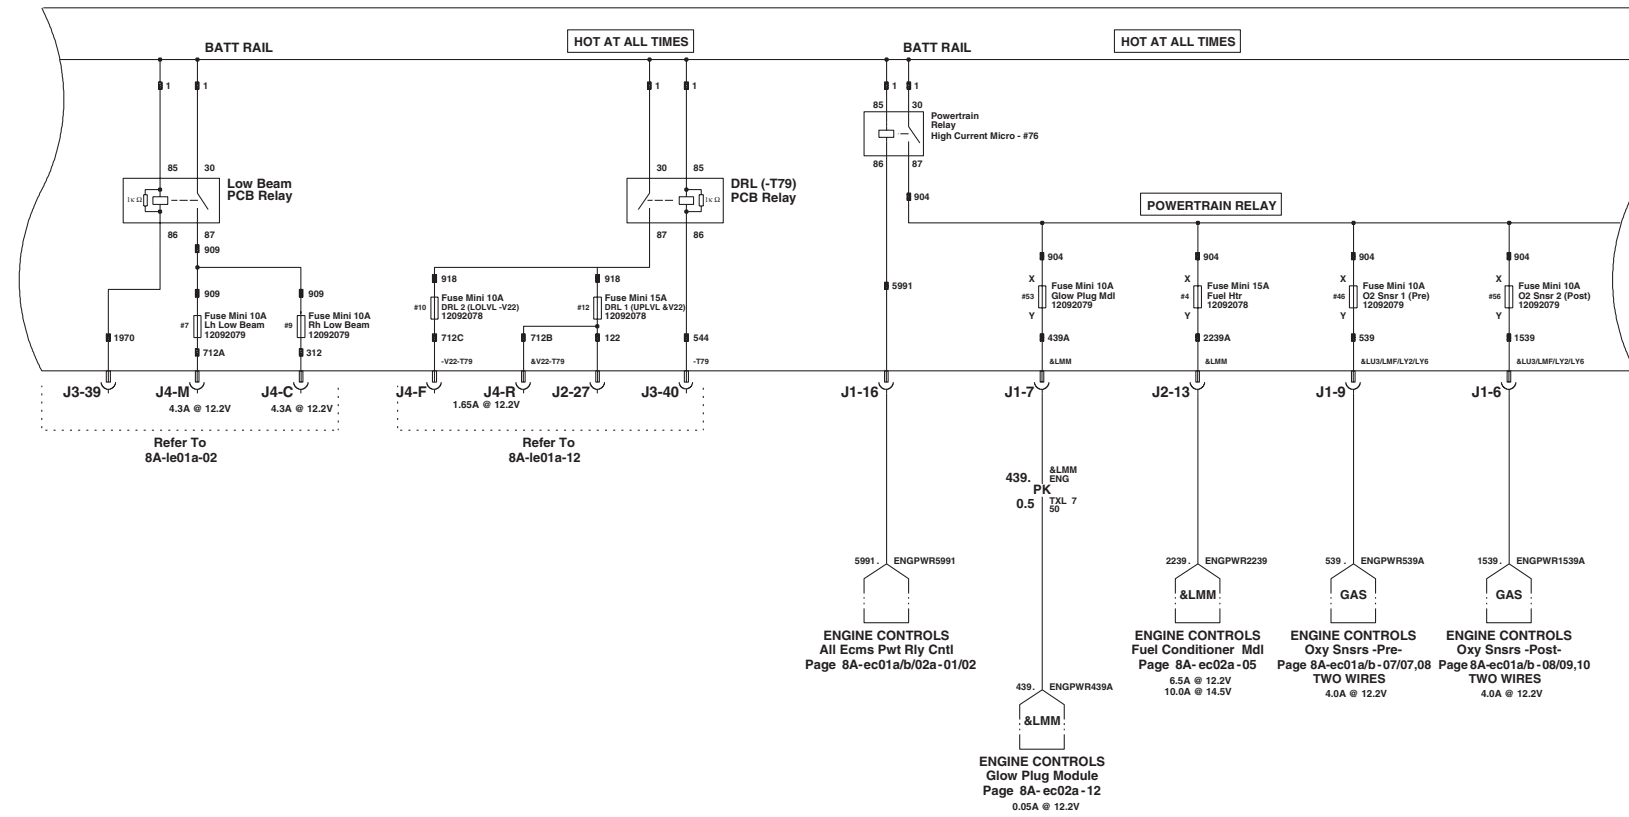 BATT RAIL
HOT AT ALL TIMES
BATT RAIL
HOT AT ALL TIMES
1
1
1
1
1
1
85
30
Powertrain
Relay
High Current Micro - #76
86
87
85
30
30
85
Low Beam
PCB Relay
DRL (-T79)
PCB Relay
1κ Ω
1κ Ω
904
POWERTRAIN RELAY
86
87
87
86
909
904
904
904
904
918
918
5991
909
909
X
X
X
X
#10
Fuse Mini 10A
DRL 2 (LOLVL -V22)
12092078
#12
Fuse Mini 15A
DRL 1 (UPLVL &V22)
12092078
#53
Fuse Mini 10A
Glow Plug Mdl
12092079
#4
Fuse Mini 15A
Fuel Htr
12092078
#46
Fuse Mini 10A
O2 Snsr 1 (Pre)
12092079
#56
Fuse Mini 10A
O2 Snsr 2 (Post)
12092079
Y
Y
Y
Y
#7
Fuse Mini 10A
Lh Low Beam
12092079
#9
Fuse Mini 10A
Rh Low Beam
12092079
1970
712C
712B
122
544
439A
2239A
539
1539
712A
312
-V22-T79
&V22-T79
-T79
&LMM
&LMM
&LU3/LMF/LY2/LY6
&LU3/LMF/LY2/LY6
J3-39
J4-M
J4-C
J4-F
J4-R
J2-27
J3-40
J1-16
J1-7
J2-13
J1-9
J1-6
4.3A @ 12.2V
4.3A @ 12.2V
1.65A @ 12.2V
Refer To
8A-le01a-02
Refer To
8A-le01a-12
439.
&LMM
ENG
PK
0.5
TXL 7
50
5991 .
ENGPWR5991
2239 .
ENGPWR2239
539 .
ENGPWR539A
1539 .
ENGPWR1539A
&LMM
GAS
GAS
ENGINE CONTROLS
All Ecms Pwt Rly Cntl
Page 8A-ec01a/b/02a-01/02
ENGINE CONTROLS
Fuel Conditioner Mdl
Page 8A- ec02a - 05
6.5A @ 12.2V
10.0A @ 14.5V
ENGINE CONTROLS
Oxy Snsrs -Pre-
Page 8A-ec01a/b - 07/07,08
TWO WIRES
4.0A @ 12.2V
ENGINE CONTROLS
Oxy Snsrs -Post-
Page 8A-ec01a/b - 08/09,10
TWO WIRES
4.0A @ 12.2V
439.
ENGPWR439A
&LMM
ENGINE CONTROLS
Glow Plug Module
Page 8A- ec02a - 12
0.05A @ 12.2V